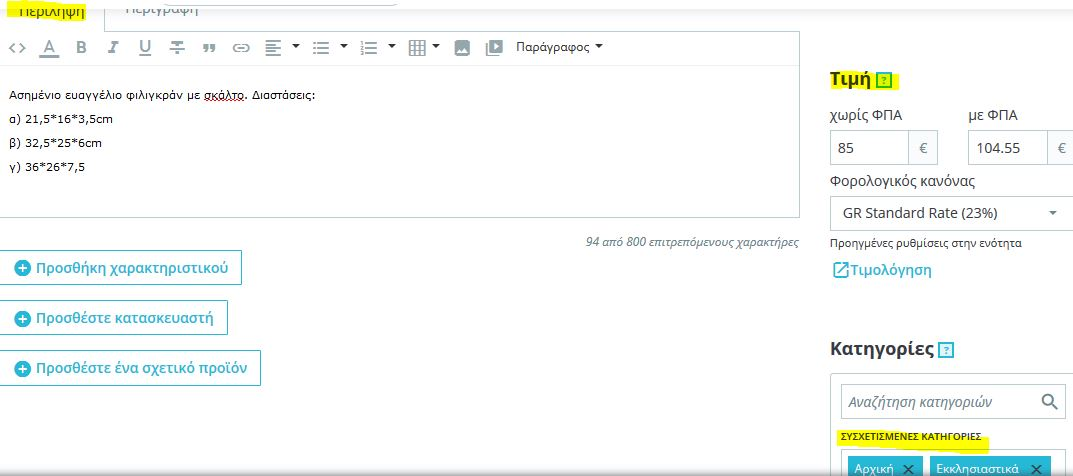 Περίληψη
Περιγραφή
Παράγραφος
Ασημένιο ευαγγέλιο φιλιγκράν με σκάλτο. Διαστάσεις:
α) 21,5*16*3,5cm
β) 32,5*25*6cm
γ) 36*26*7,5
94 από 800 επιτρεπόμενους χαρακτήρες
Προσθήκη χαρακτηριστικού
Προσθέστε κατασκευαστή
Προσθέστε ένα σχετικό προϊόν
Τιμή ?
χωρίς ΦΠΑ με ΦΠΑ
85 € 104.55 €
Φορολογικός κανόνας
GR Standard Rate (23%)
Προηγμένες ρυθμίσεις στην ενότητα
Τιμολόγηση
Κατηγορίες ?
Αναζήτηση κατηγοριών
ΣΥΣΧΕΤΙΣΜΕΝΕΣ ΚΑΤΗΓΟΡΙΕΣ
Αρχική Εκκλησιαστικά